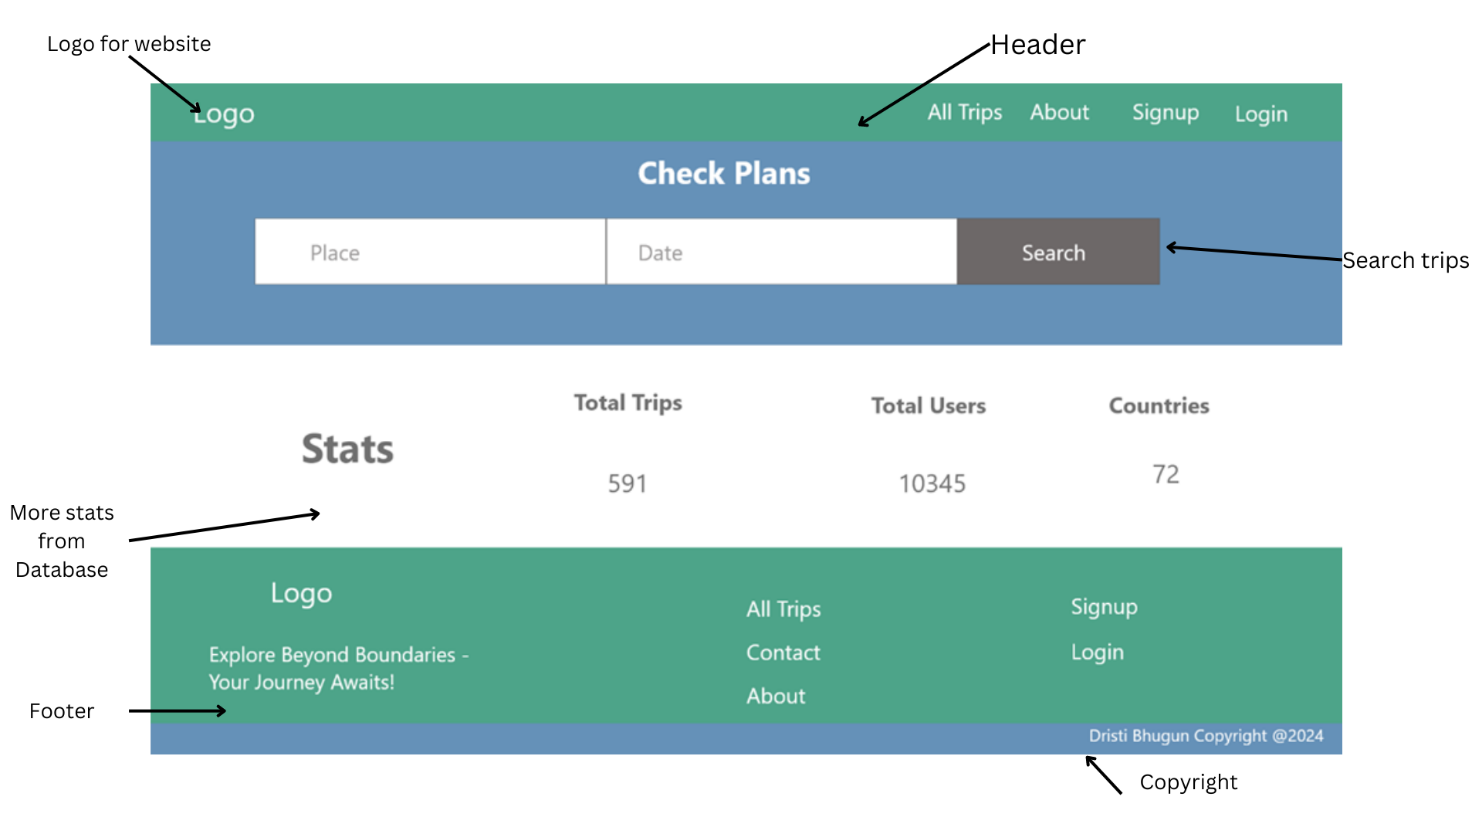 Logo for website
Header
Logo
All Trips
About
Signup
Login
Check Plans
Place
Date
Search
Search trips
Total Trips
Total Users
Countries
Stats
591
10345
72
More stats
from
Database
Logo
All Trips
Signup
Explore Beyond Boundaries -
Your Journey Awaits!
Contact
Login
About
Footer
Dristi Bhugun Copyright @2024
Copyright